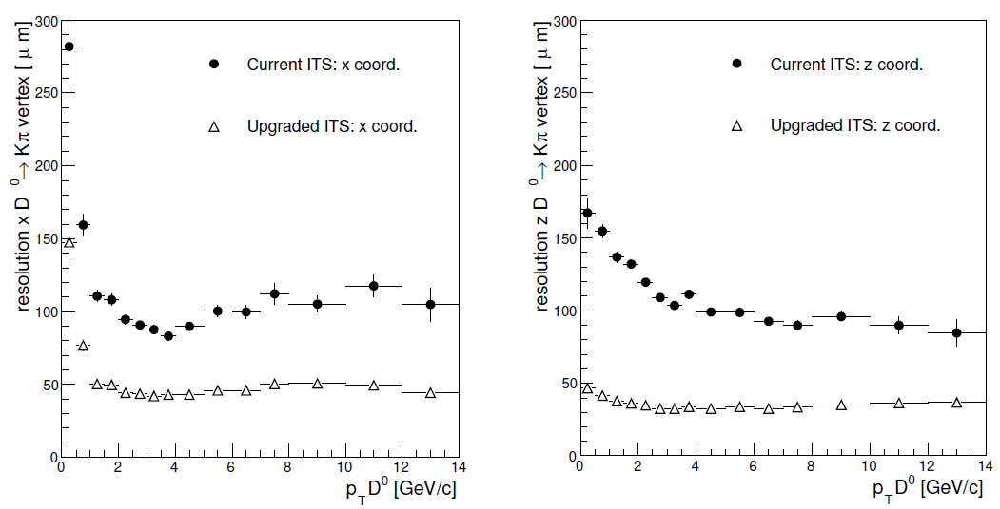 resolution x D⁰→ Kπ vertex [ μ m]
300
250
200
150
100
50
0
Current ITS: x coord.
Upgraded ITS: x coord.
0 2 4 6 8 10 12 14
p_T D⁰ [GeV/c]
resolution z D⁰→ Kπ vertex [ μ m]
300
250
200
150
100
50
0
Current ITS: z coord.
Upgraded ITS: z coord.
0 2 4 6 8 10 12 14
p_T D⁰ [GeV/c]